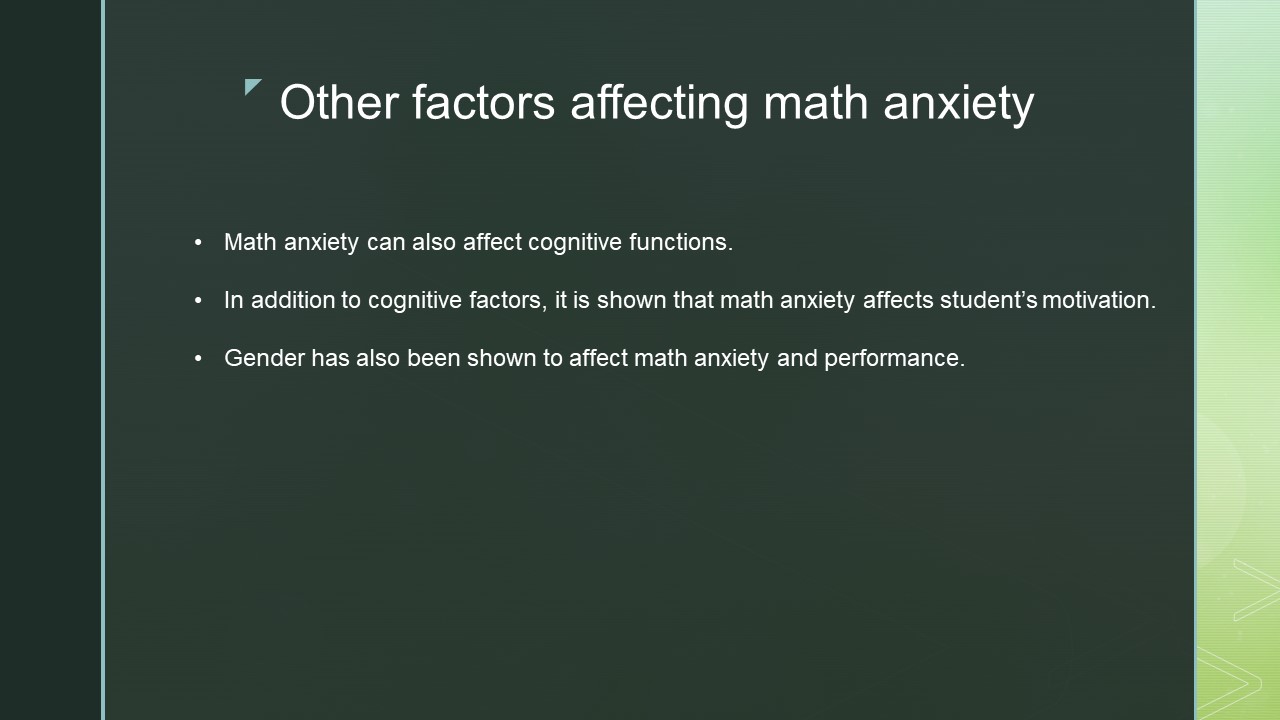 Other factors affecting math anxiety
• Math anxiety can also affect cognitive functions.
• In addition to cognitive factors, it is shown that math anxiety affects student’s motivation.
• Gender has also been shown to affect math anxiety and performance.